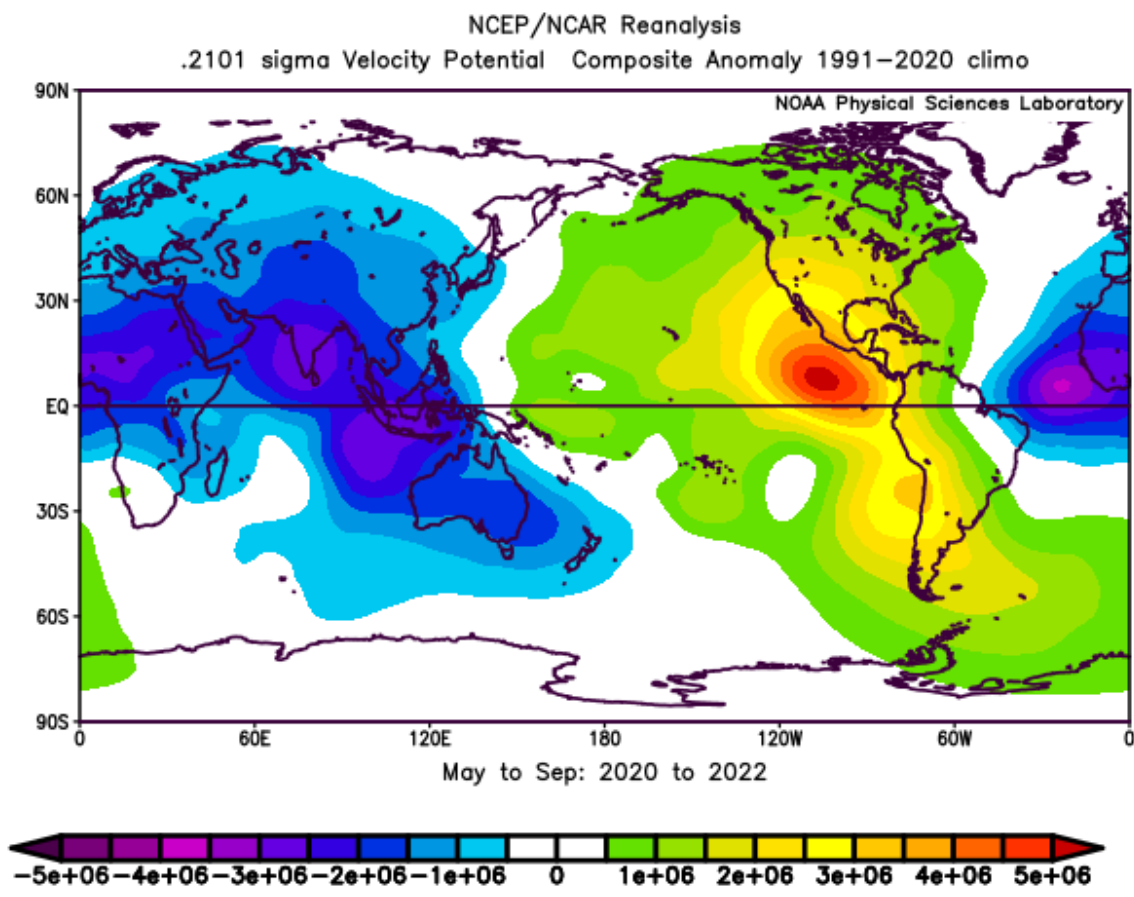 NCEP/NCAR Reanalysis
.2101 sigma Velocity Potential Composite Anomaly 1991-2020 climo
NOAA Physical Sciences Laboratory
90N
60N
30N
EQ
30S
60S
90S
0 60E 120E 180 120W 60W 0
May to Sep: 2020 to 2022
-5e+06 -4e+06 -3e+06 -2e+06 -1e+06 0 1e+06 2e+06 3e+06 4e+06 5e+06